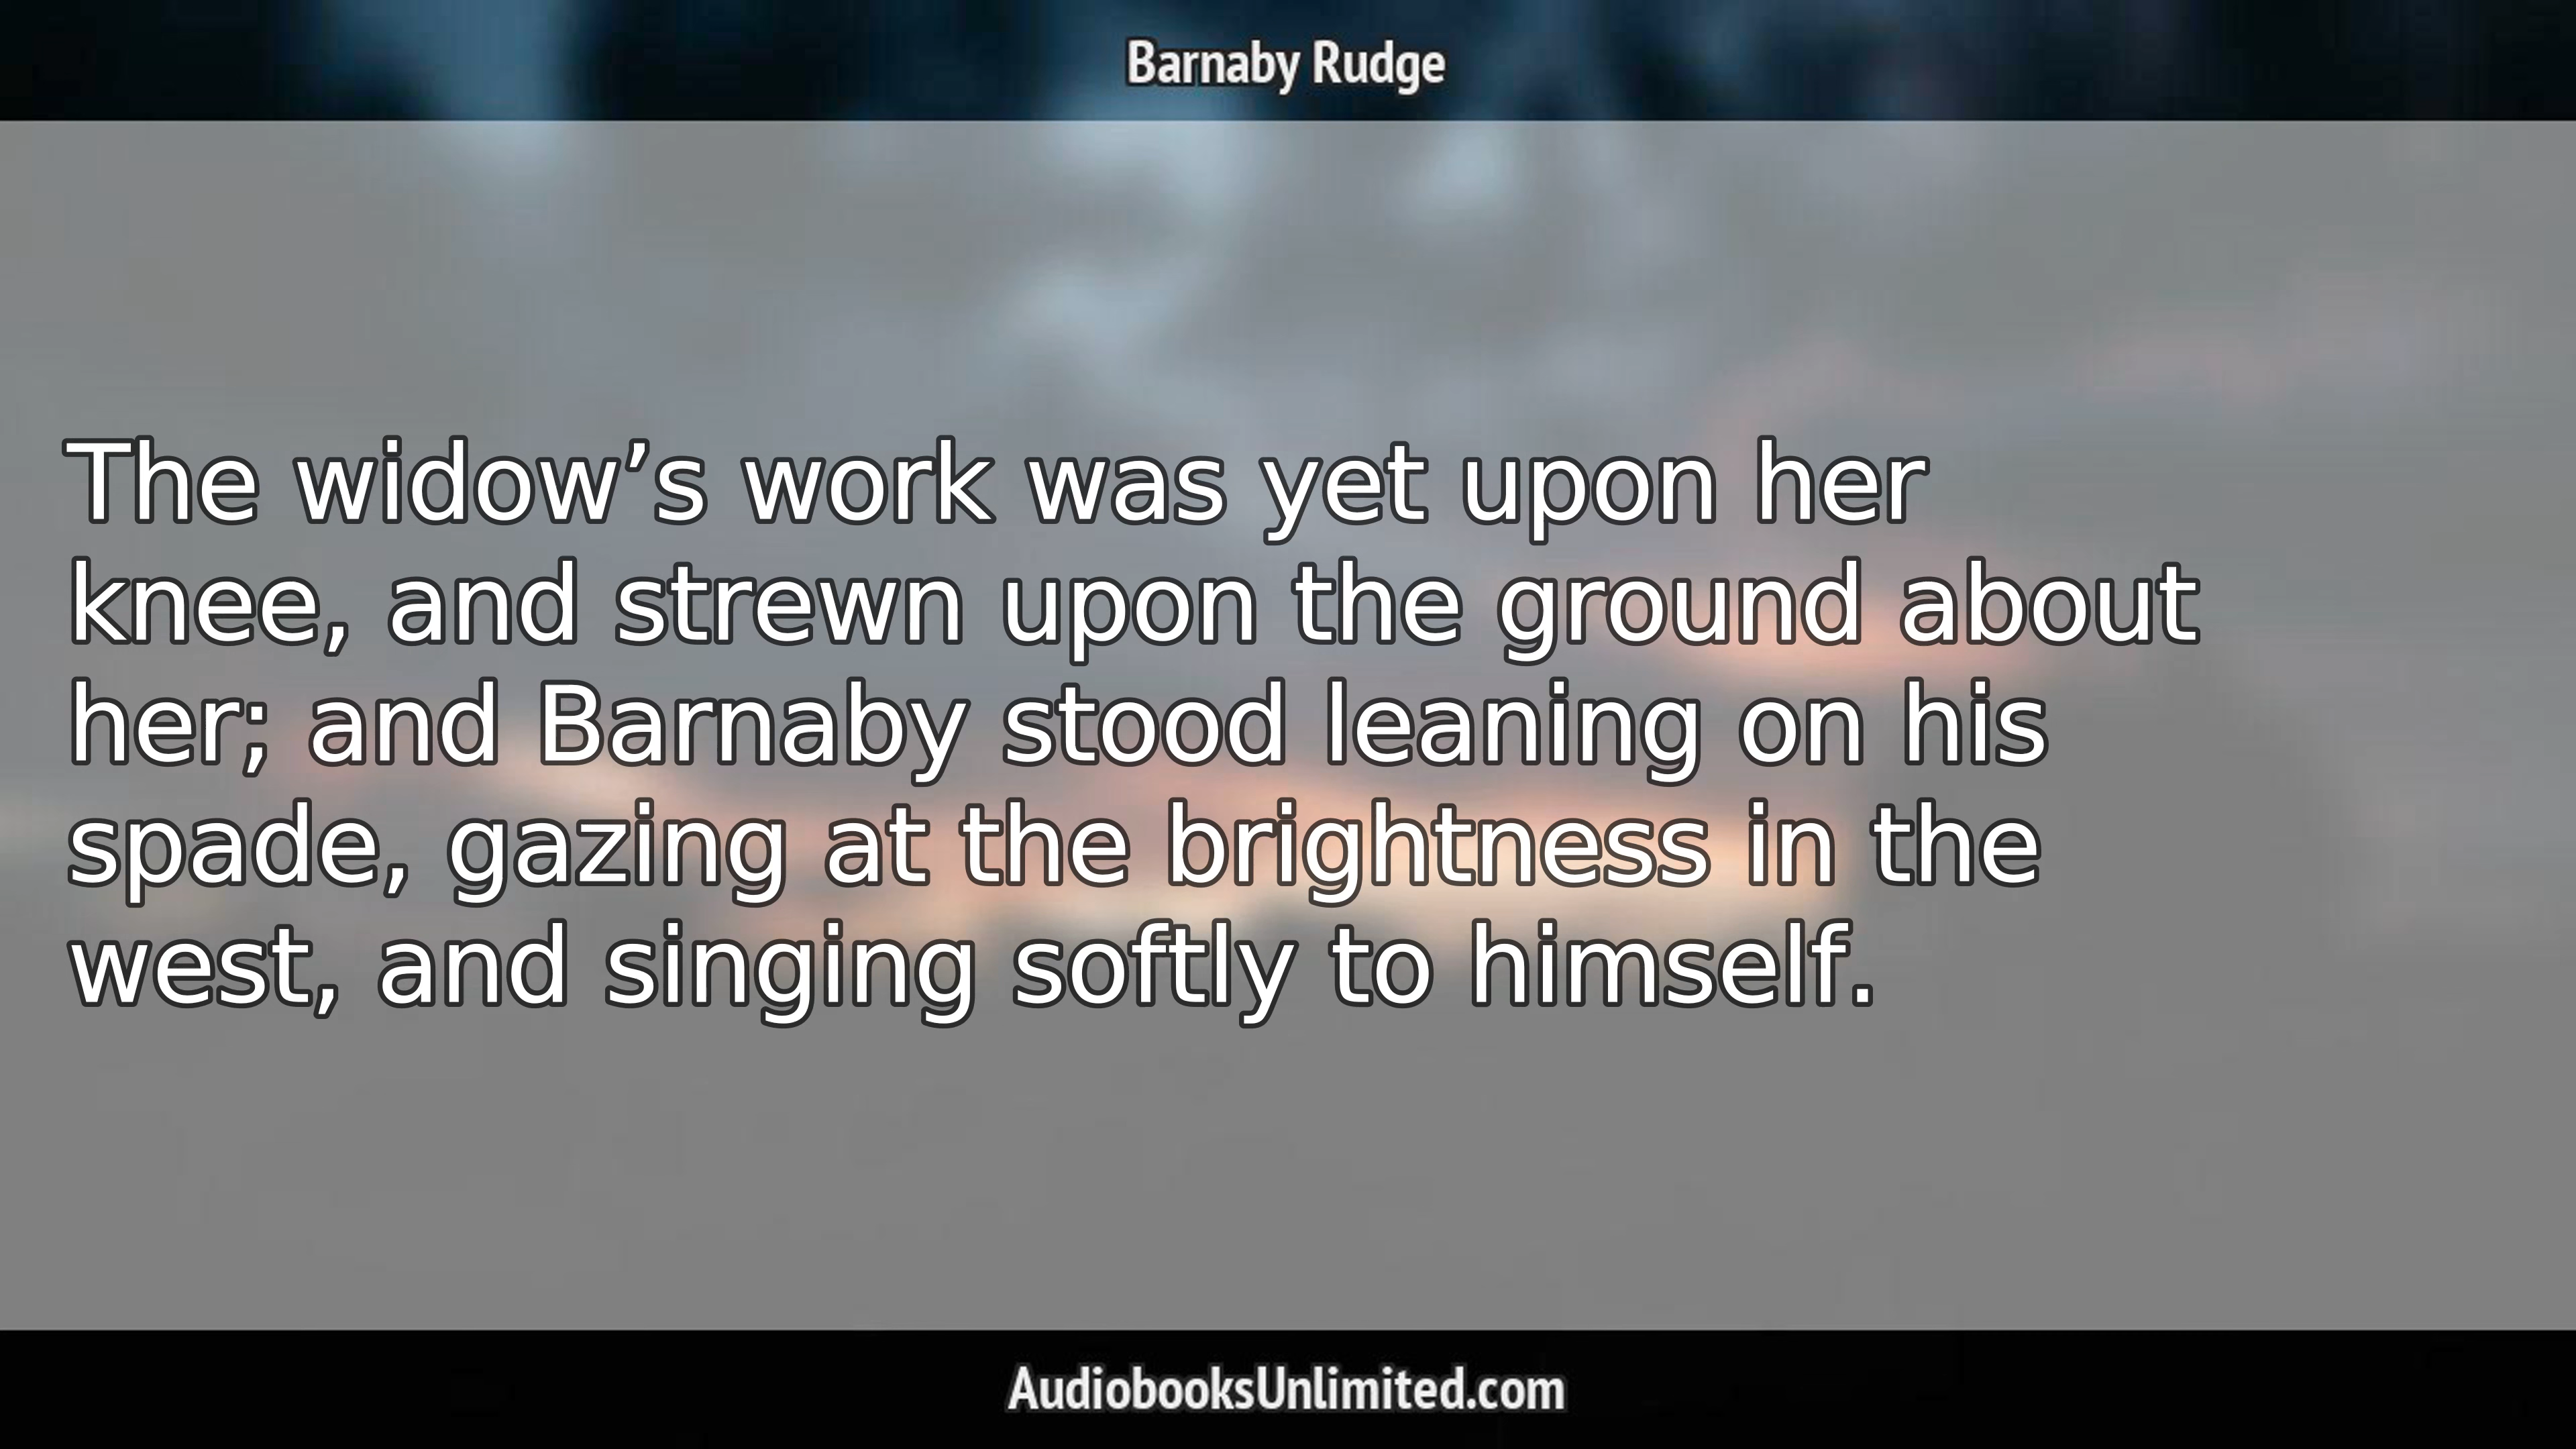 Barnaby Rudge
The widow’s work was yet upon her
knee, and strewn upon the ground about
her; and Barnaby stood leaning on his
spade, gazing at the brightness in the
west, and singing softly to himself.
AudiobooksUnlimited.com